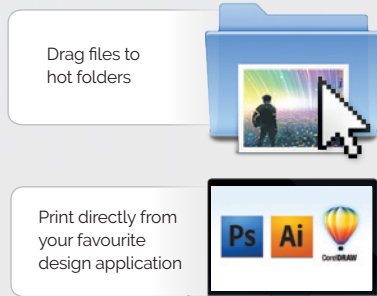 Drag files to
hot folders
Print directly from
your favourite
design application
Ps Ai
CorelDRAW